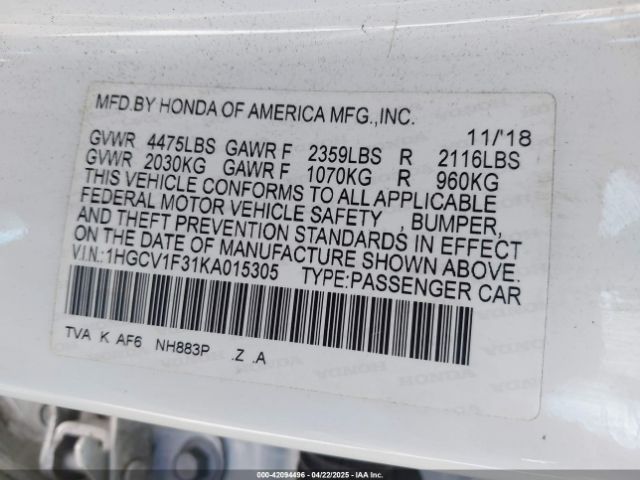 MFD.BY HONDA OF AMERICA MFG.,INC.
11/'18
GVWR 4475LBS GAWR F 2359LBS R 2116LBS
GVWR 2030KG GAWR F 1070KG R 960KG
THIS VEHICLE CONFORMS TO ALL APPLICABLE
FEDERAL MOTOR VEHICLE SAFETY , BUMPER,
AND THEFT PREVENTION STANDARDS IN EFFECT
ON THE DATE OF MANUFACTURE SHOWN ABOVE.
V.I.N.:1HGCV1F31KA015305 TYPE:PASSENGER CAR
TVA K AF6 NH883P .Z .A
000-42094496 - 04/22/2025 - IAA Inc.